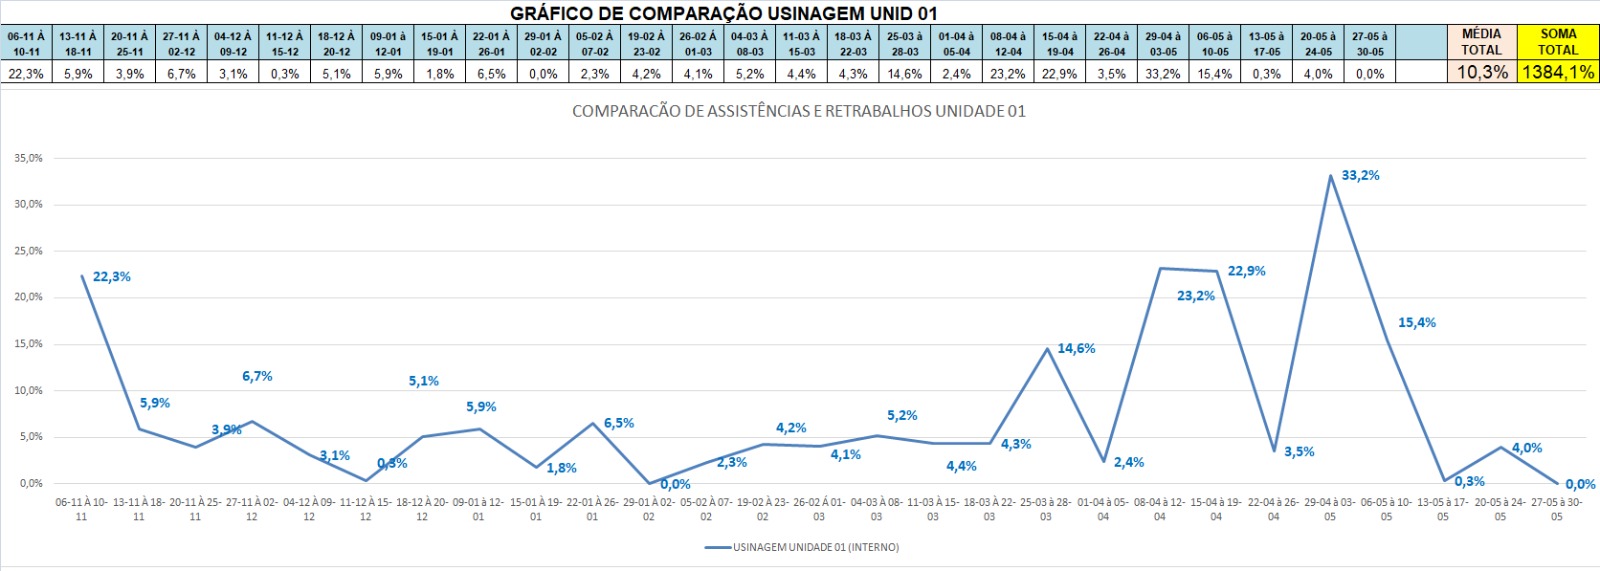 GRÁFICO DE COMPARAÇÃO USINAGEM UNID 01
06-11 À 10-11 13-11 À 18-11 20-11 À 25-11 27-11 À 02-12 04-12 À 09-12 11-12 À 15-12 18-12 À 20-12 09-01 à 12-01 15-01 À 19-01 22-01 À 26-01 29-01 Á 02-02 05-02 À 07-02 19-02 À 23-02 26-02 Á 01-03 04-03 À 08-03 11-03 À 15-03 18-03 À 22-03 25-03 à 28-03 01-04 à 05-04 08-04 à 12-04 15-04 à 19-04 22-04 à 26-04 29-04 à 03-05 06-05 à 10-05 13-05 à 17-05 20-05 à 24-05 27-05 à 30-05 MÉDIA TOTAL SOMA TOTAL
22,3% 5,9% 3,9% 6,7% 3,1% 0,3% 5,1% 5,9% 1,8% 6,5% 0,0% 2,3% 4,2% 4,1% 5,2% 4,4% 4,3% 14,6% 2,4% 23,2% 22,9% 3,5% 33,2% 15,4% 0,3% 4,0% 0,0% 10,3% 1384,1%
COMPARACÃO DE ASSISTÊNCIAS E RETRABALHOS UNIDADE 01
35,0%
30,0%
25,0%
20,0%
15,0%
10,0%
5,0%
0,0%
22,3% 5,9% 3,9% 6,7% 3,1% 0,3% 5,1% 5,9% 1,8% 6,5% 0,0% 2,3% 4,2% 4,1% 5,2% 4,4% 4,3% 14,6% 2,4% 23,2% 22,9% 3,5% 33,2% 15,4% 0,3% 4,0% 0,0%
06-11 À 10- 13-11 À 18- 20-11 À 25- 27-11 À 02- 04-12 À 09- 11-12 À 15- 18-12 À 20- 09-01 à 12- 15-01 À 19- 22-01 À 26- 29-01 Á 02- 05-02 À 07- 19-02 À 23- 26-02 Á 01- 04-03 À 08- 11-03 À 15- 18-03 À 22- 25-03 à 28- 01-04 à 05- 08-04 à 12- 15-04 à 19- 22-04 à 26- 29-04 à 03- 06-05 à 10- 13-05 à 17- 20-05 à 24- 27-05 à 30-
11 11 11 12 12 12 12 01 01 01 02 02 02 03 03 03 03 03 04 04 04 04 05 05 05 05 05
USINAGEM UNIDADE 01 (INTERNO)